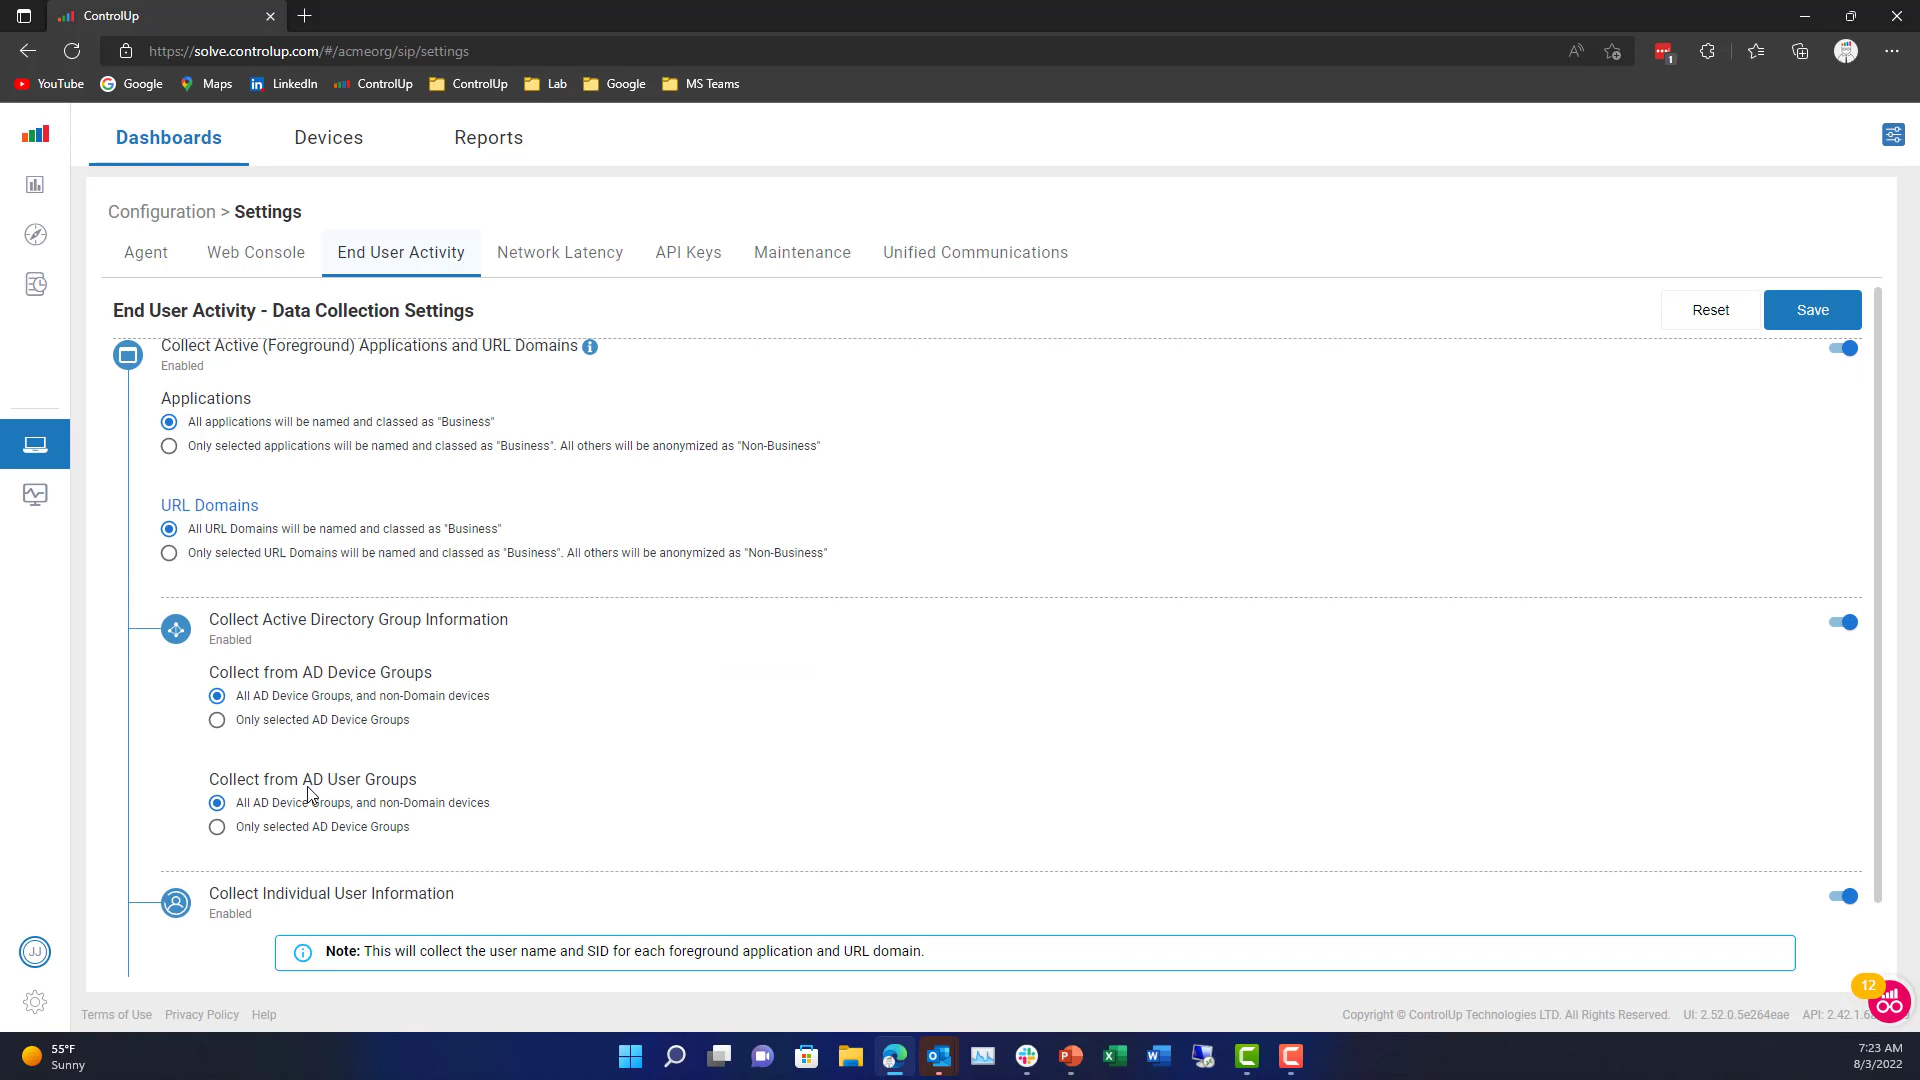 ControlUp
https://solve.controlup.com/#/acmeorg/sip/settings
1
YouTube
Google
Maps
LinkedIn
ControlUp
ControlUp
Lab
Google
MS Teams
Dashboards
Devices
Reports
Configuration > Settings
Agent
Web Console
End User Activity
Network Latency
API Keys
Maintenance
Unified Communications
End User Activity - Data Collection Settings
Reset
Save
Collect Active (Foreground) Applications and URL Domains
Enabled
Applications
All applications will be named and classed as "Business"
Only selected applications will be named and classed as "Business". All others will be anonymized as "Non-Business"
URL Domains
All URL Domains will be named and classed as "Business"
Only selected URL Domains will be named and classed as "Business". All others will be anonymized as "Non-Business"
Collect Active Directory Group Information
Enabled
Collect from AD Device Groups
All AD Device Groups, and non-Domain devices
Only selected AD Device Groups
Collect from AD User Groups
All AD Device Groups, and non-Domain devices
Only selected AD Device Groups
Collect Individual User Information
Enabled
Note: This will collect the user name and SID for each foreground application and URL domain.
JJ
12
Terms of Use
Privacy Policy
Help
Copyright © ControlUp Technologies LTD. All Rights Reserved.
UI: 2.52.0.5e264eae
API: 2.42.1.6
55°F
Sunny
7:23 AM
8/3/2022